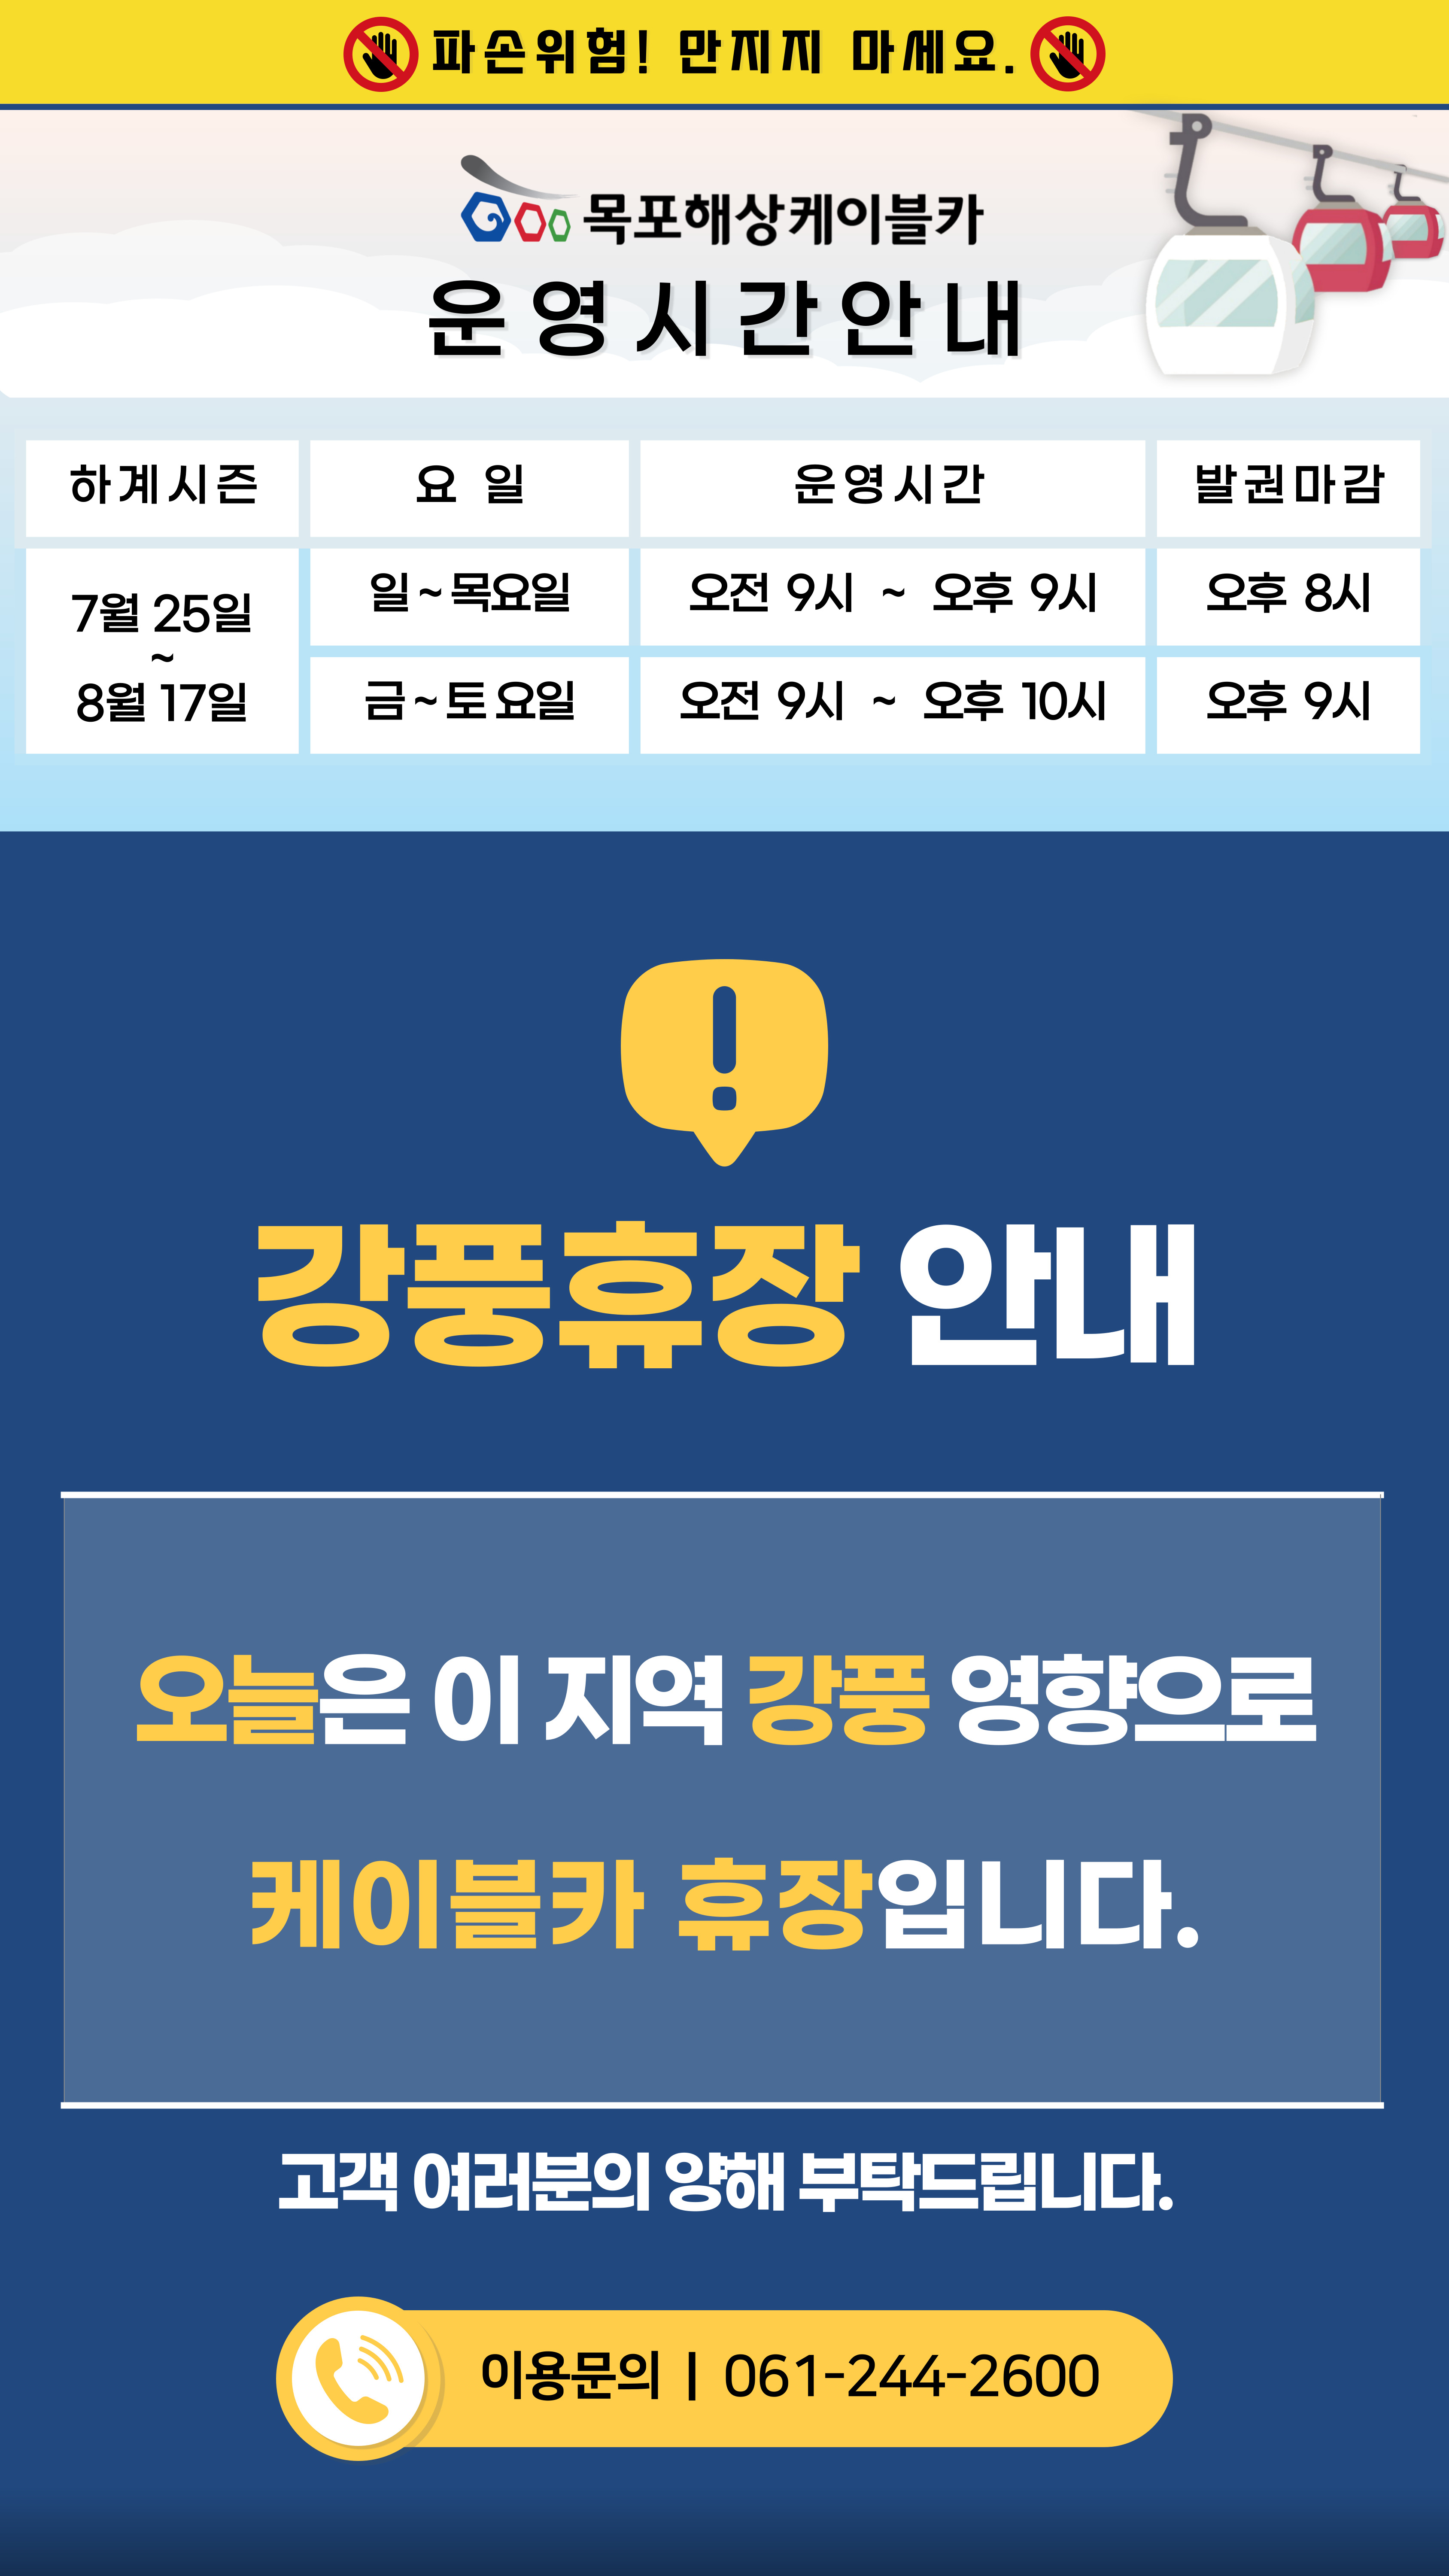 파손위험! 만지지 마세요.
목포해상케이블카
운영시간안내
하계시즌 요 일 운영시간 발권마감
7월 25일 ~ 8월 17일
일~목요일 오전 9시 ~ 오후 9시 오후 8시
금~토요일 오전 9시 ~ 오후 10시 오후 9시
강풍휴장 안내
오늘은 이 지역 강풍 영향으로
케이블카 휴장입니다.
고객 여러분의 양해 부탁드립니다.
이용문의 | 061-244-2600